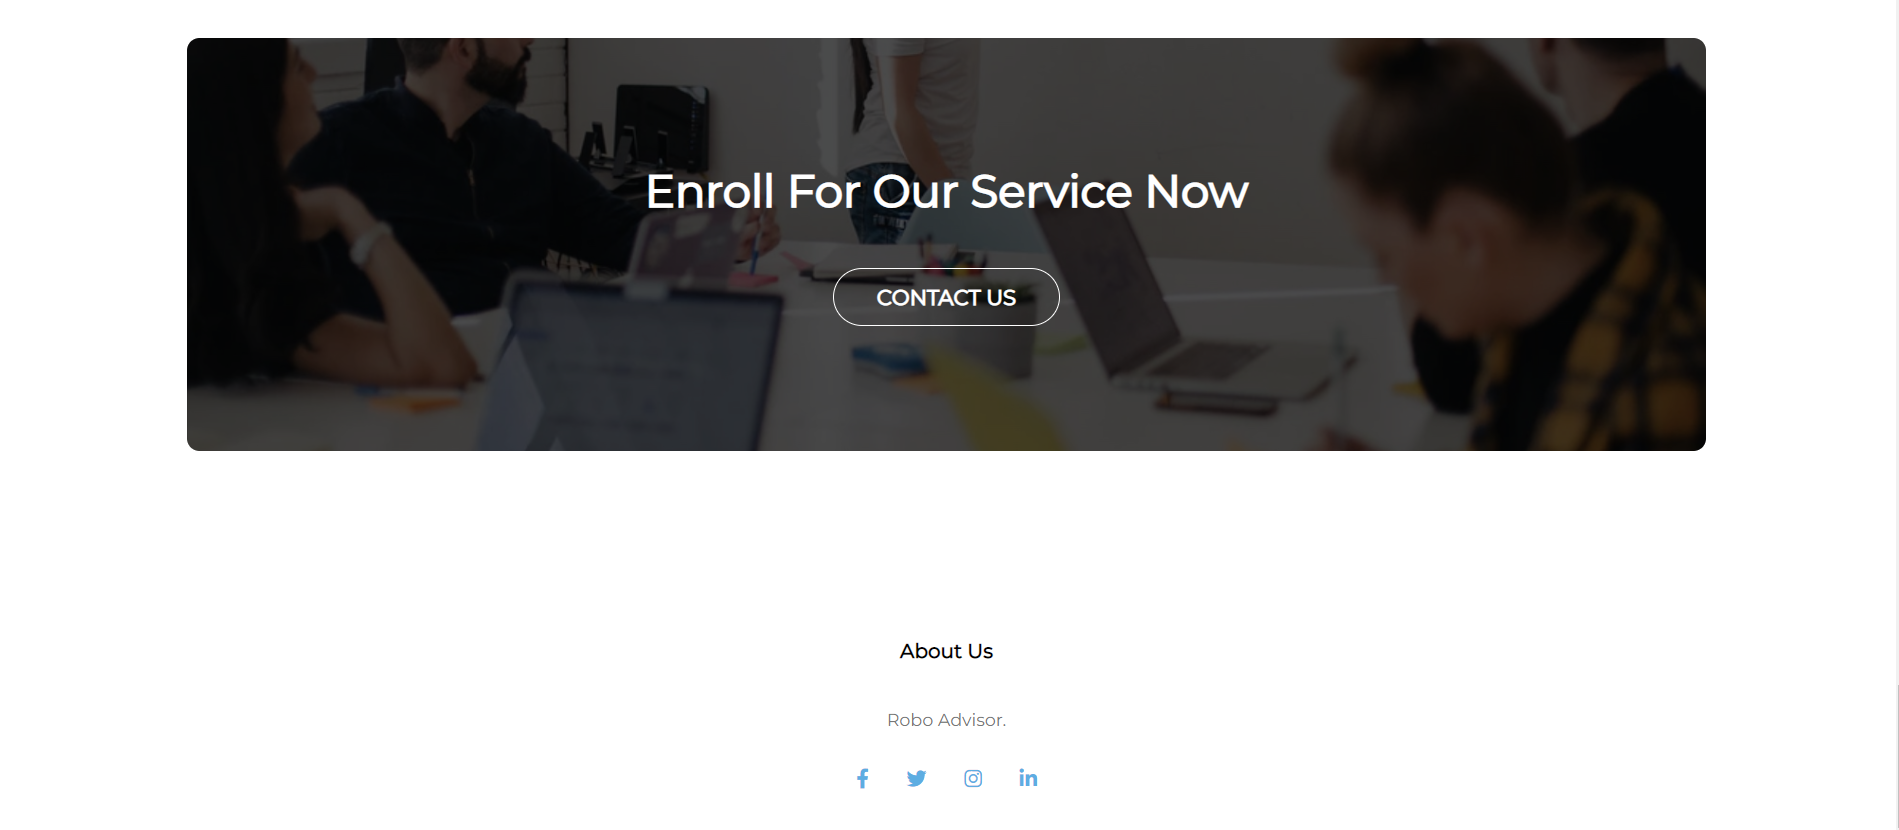 Enroll For Our Service Now
CONTACT US
About Us
Robo Advisor.